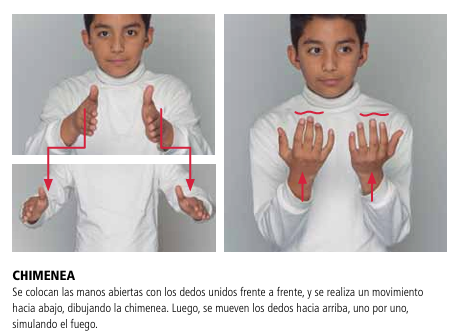 CHIMENEA
Se colocan las manos abiertas con los dedos unidos frente a frente, y se realiza un movimiento
hacia abajo, dibujando la chimenea. Luego, se mueven los dedos hacia arriba, uno por uno,
simulando el fuego.